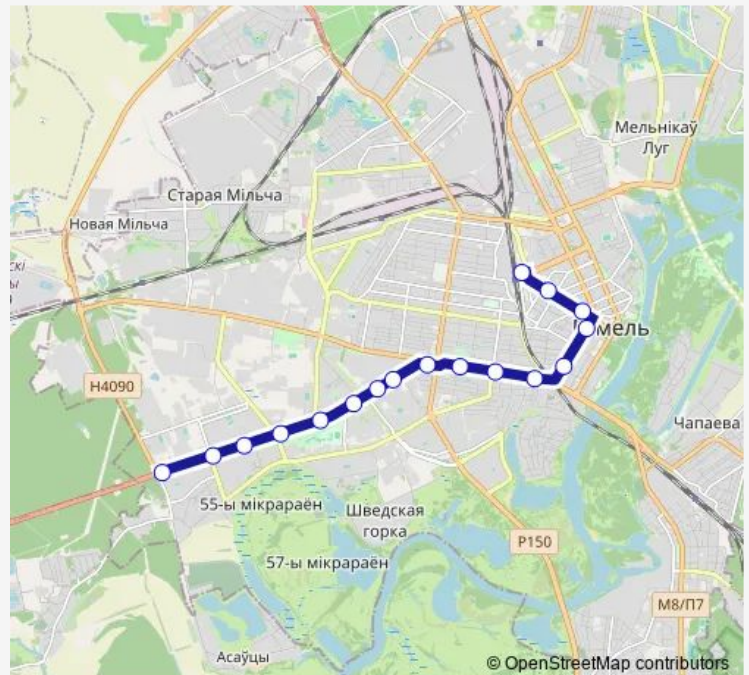 Мельнікаў
Луг
Старая Мільча
Новая Мільча
Гомель
H4090
Чапаева
55-ы мікрараён
Шведская
горка
P150
57-ы мікрараён
M8/П7
Асаўцы
© OpenStreetMap contributors